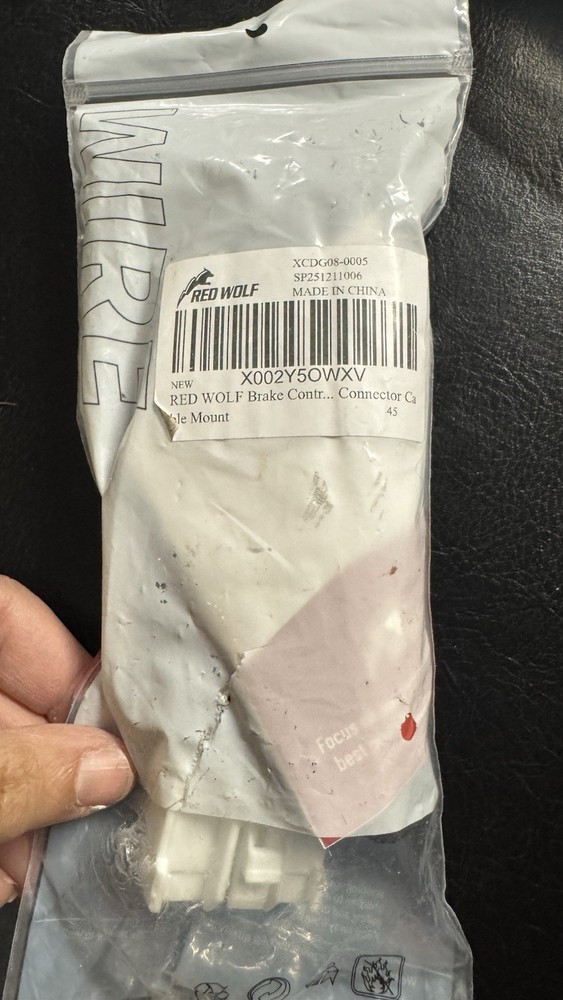 WIRE
RED WOLF
XCDG08-0005
SP251211006
MADE IN CHINA
X002Y5OWXV
NEW
RED WOLF Brake Contr... Connector Ca
ble Mount
45
Focus
best